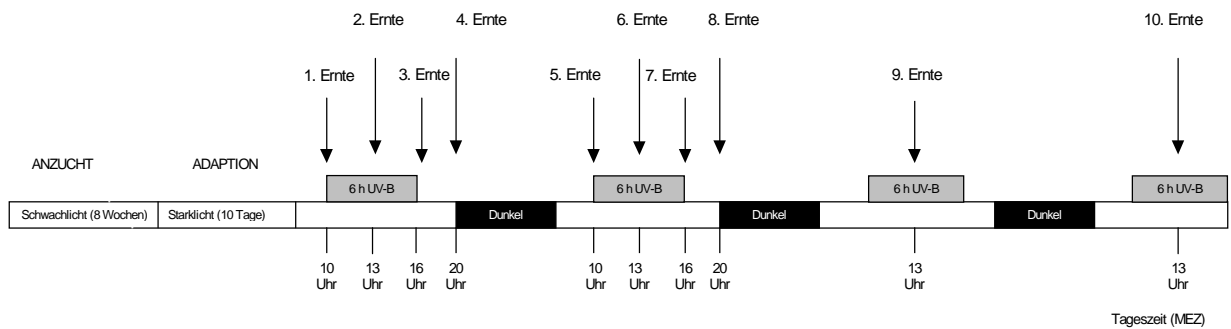 2. Ernte
4. Ernte
6. Ernte
8. Ernte
10. Ernte
1. Ernte
3. Ernte
5. Ernte
7. Ernte
9. Ernte
ANZUCHT
ADAPTION
6 h UV-B
6 h UV-B
6 h UV-B
6 h UV-B
Schwachlicht (8 Wochen)
Starklicht (10 Tage)
Dunkel
Dunkel
Dunkel
10
Uhr
13
Uhr
16
Uhr
20
Uhr
10
Uhr
13
Uhr
16
Uhr
20
Uhr
13
Uhr
13
Uhr
Tageszeit (MEZ)